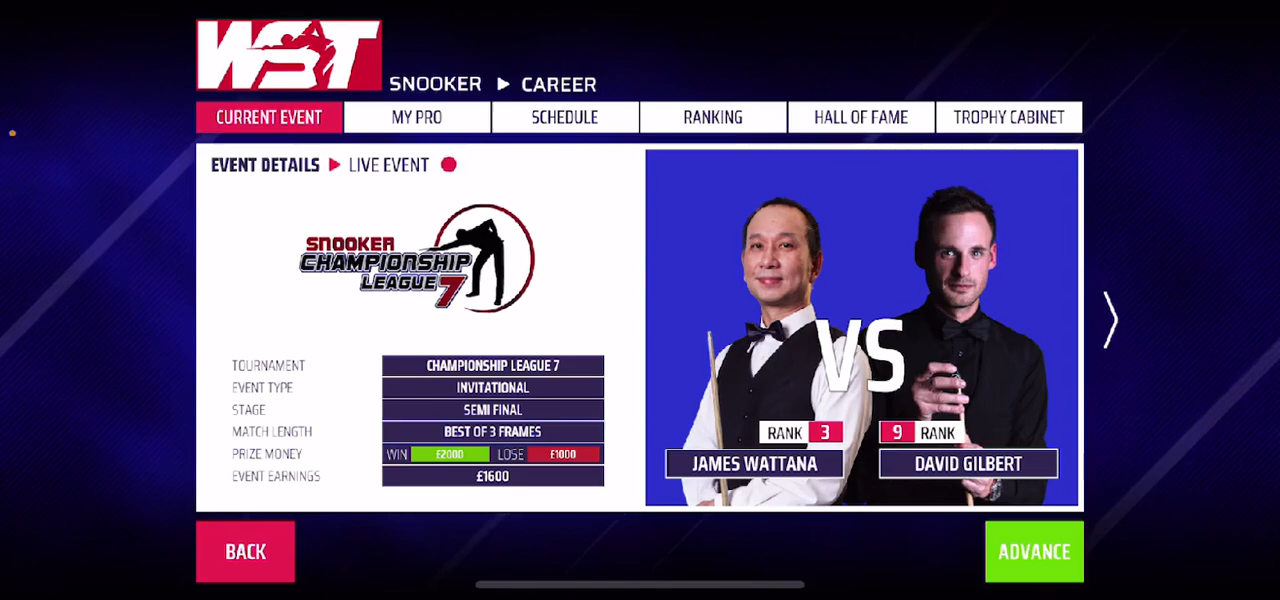 WST
SNOOKER ▶ CAREER
CURRENT EVENT
MY PRO
SCHEDULE
RANKING
HALL OF FAME
TROPHY CABINET
EVENT DETAILS ▶ LIVE EVENT
SNOOKER
CHAMPIONSHIP
LEAGUE 7
TOURNAMENT CHAMPIONSHIP LEAGUE 7
EVENT TYPE INVITATIONAL
STAGE SEMI FINAL
MATCH LENGTH BEST OF 3 FRAMES
PRIZE MONEY WIN £2000 LOSE £1000
EVENT EARNINGS £1600
VS
RANK 3
9 RANK
JAMES WATTANA
DAVID GILBERT
BACK
ADVANCE